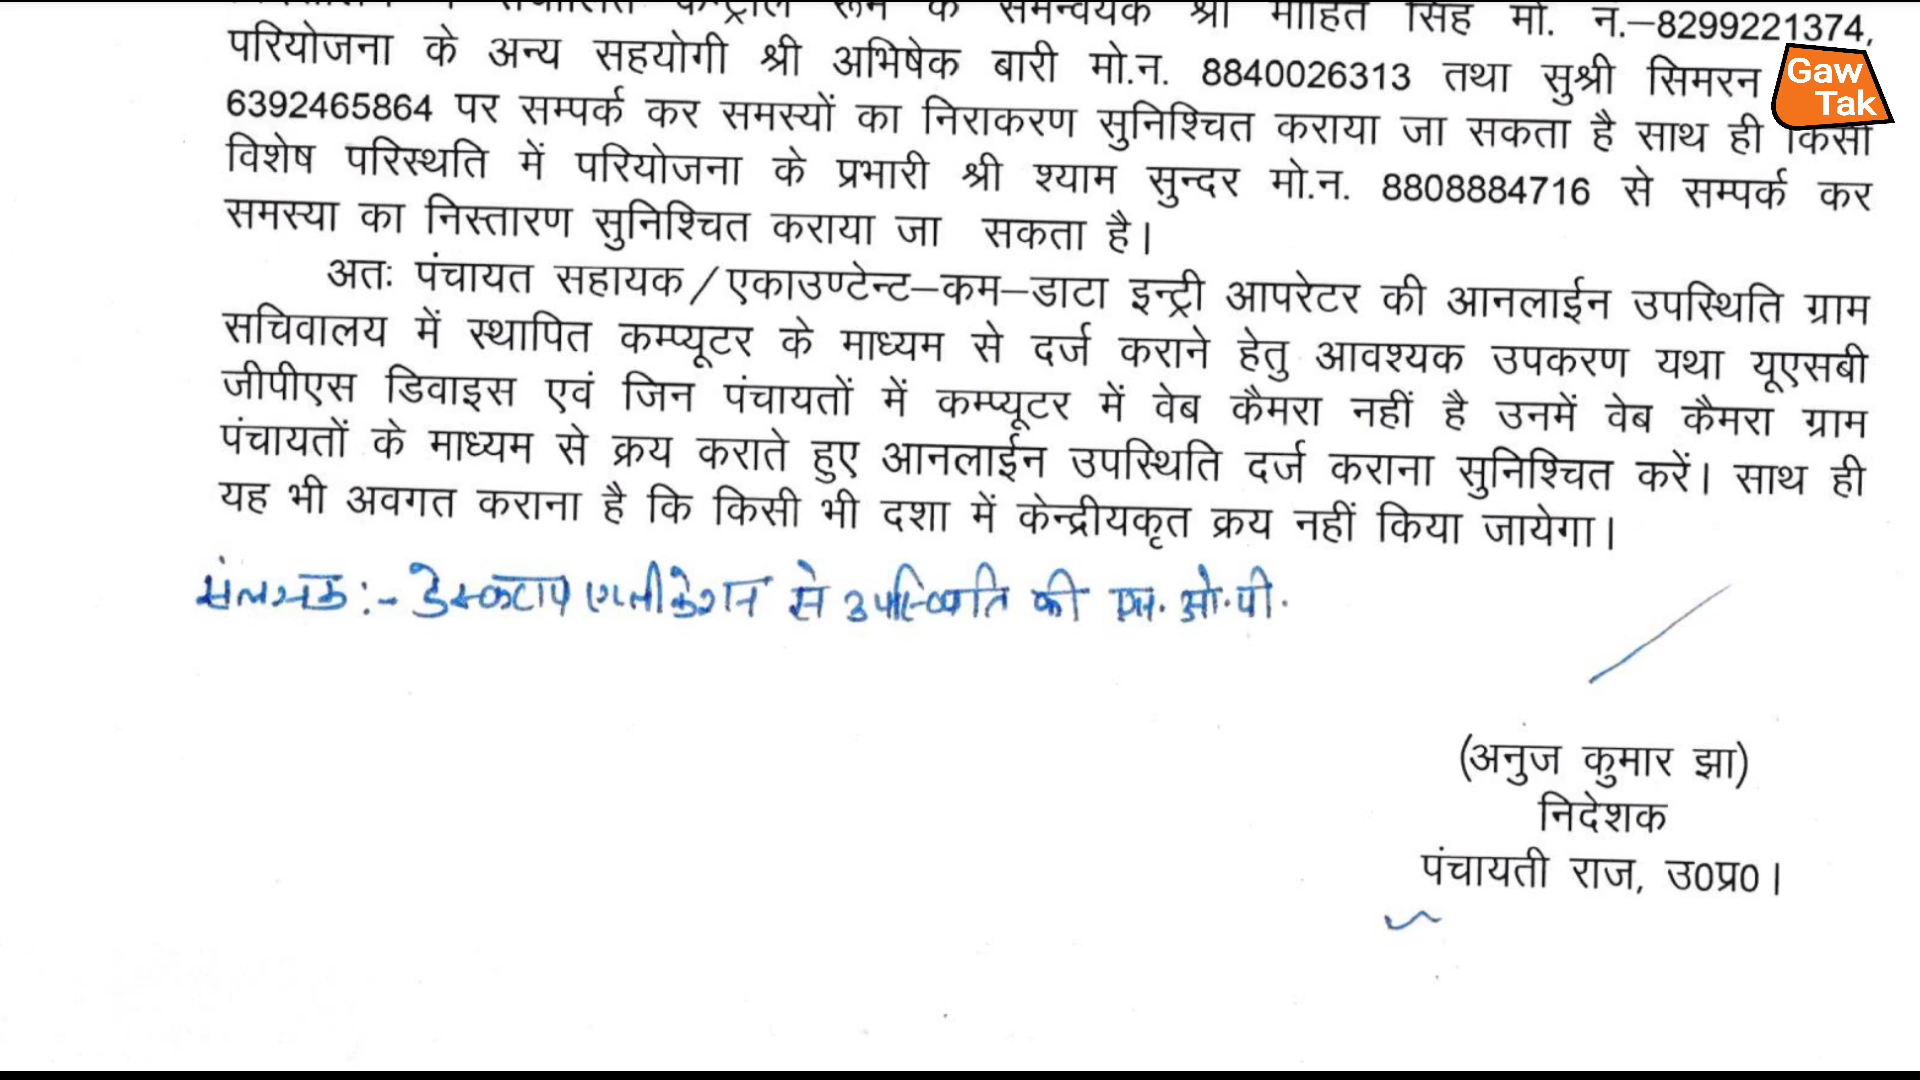 रूम के समन्वयक श्री मोहित सिंह मो. न.–8299221374,
परियोजना के अन्य सहयोगी श्री अभिषेक बारी मो.न. 8840026313 तथा सुश्री सिमरन
6392465864 पर सम्पर्क कर समस्यों का निराकरण सुनिश्चित कराया जा सकता है साथ ही किसी
विशेष परिस्थति में परियोजना के प्रभारी श्री श्याम सुन्दर मो.न. 8808884716 से सम्पर्क कर
समस्या का निस्तारण सुनिश्चित कराया जा सकता है।
अतः पंचायत सहायक/एकाउण्टेन्ट–कम–डाटा इन्ट्री आपरेटर की आनलाईन उपस्थिति ग्राम
सचिवालय में स्थापित कम्प्यूटर के माध्यम से दर्ज कराने हेतु आवश्यक उपकरण यथा यूएसबी
जीपीएस डिवाइस एवं जिन पंचायतों में कम्प्यूटर में वेब कैमरा नहीं है उनमें वेब कैमरा ग्राम
पंचायतों के माध्यम से क्रय कराते हुए आनलाईन उपस्थिति दर्ज कराना सुनिश्चित करें। साथ ही
यह भी अवगत कराना है कि किसी भी दशा में केन्द्रीयकृत क्रय नहीं किया जायेगा।
संलग्नक:- डेस्कटाप एप्लीकेशन से उपस्थिति की एस.ओ.पी.
(अनुज कुमार झा)
निदेशक
पंचायती राज, उ0प्र0।
Gaw
Tak